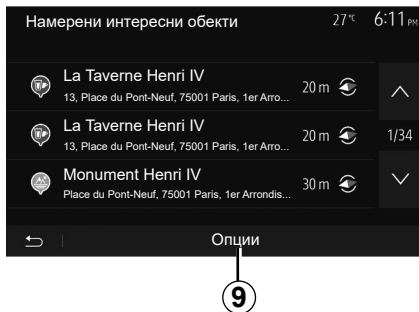 Намерени интересни обекти
27°C
6:11 PM
La Taverne Henri IV
13, Place du Pont-Neuf, 75001 Paris, 1er Arro...
20 m
La Taverne Henri IV
13, Place du Pont-Neuf, 75001 Paris, 1er Arro...
20 m
1/34
Monument Henri IV
Place du Pont-Neuf, 75001 Paris, 1er Arrondis...
30 m
Опции
9